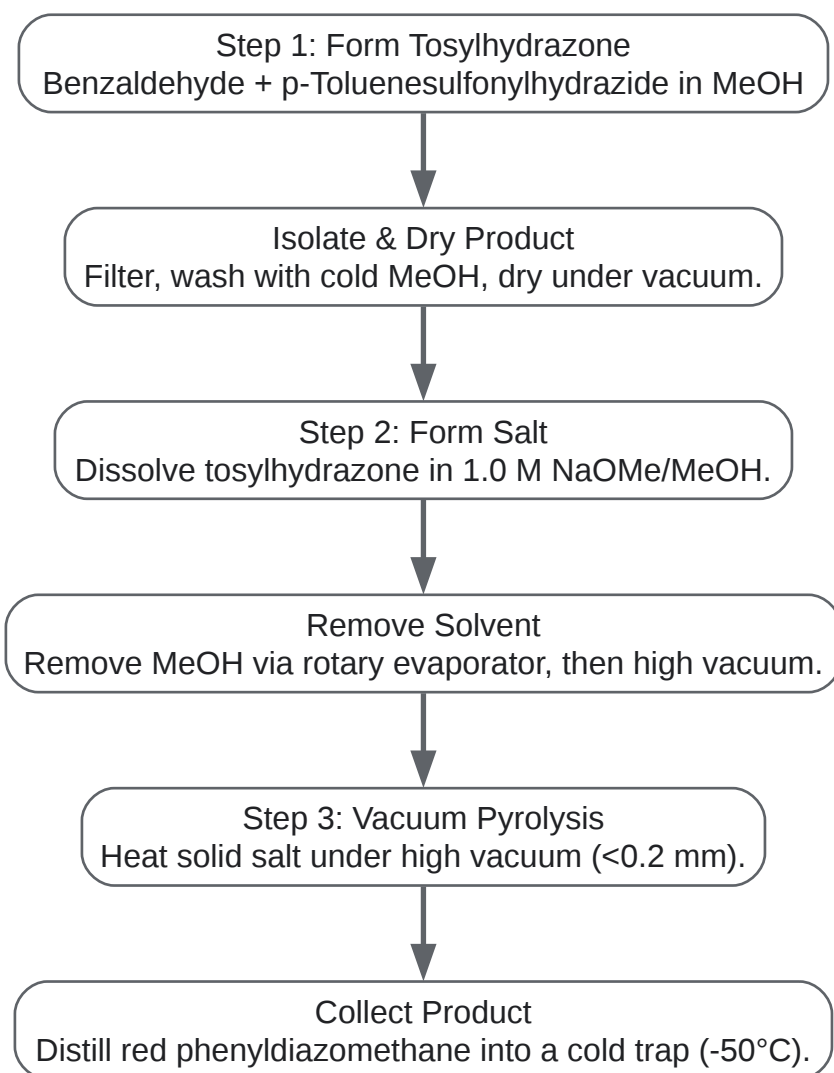 Step 1: Form Tosylhydrazone
Benzaldehyde + p-Toluenesulfonylhydrazide in MeOH
Isolate & Dry Product
Filter, wash with cold MeOH, dry under vacuum.
Step 2: Form Salt
Dissolve tosylhydrazone in 1.0 M NaOMe/MeOH.
Remove Solvent
Remove MeOH via rotary evaporator, then high vacuum.
Step 3: Vacuum Pyrolysis
Heat solid salt under high vacuum (<0.2 mm).
Collect Product
Distill red phenyldiazomethane into a cold trap (-50°C).